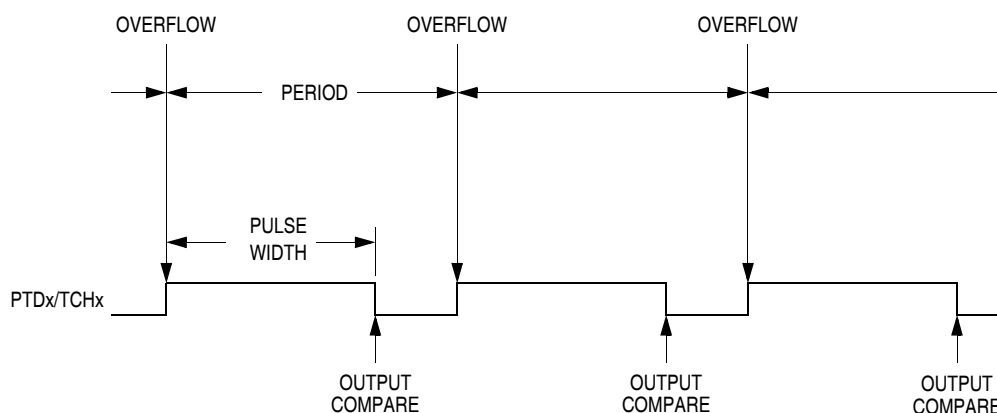 OVERFLOW
OVERFLOW
OVERFLOW
PERIOD
PULSE
WIDTH
PTDx/TCHx
OUTPUT
COMPARE
OUTPUT
COMPARE
OUTPUT
COMPARE